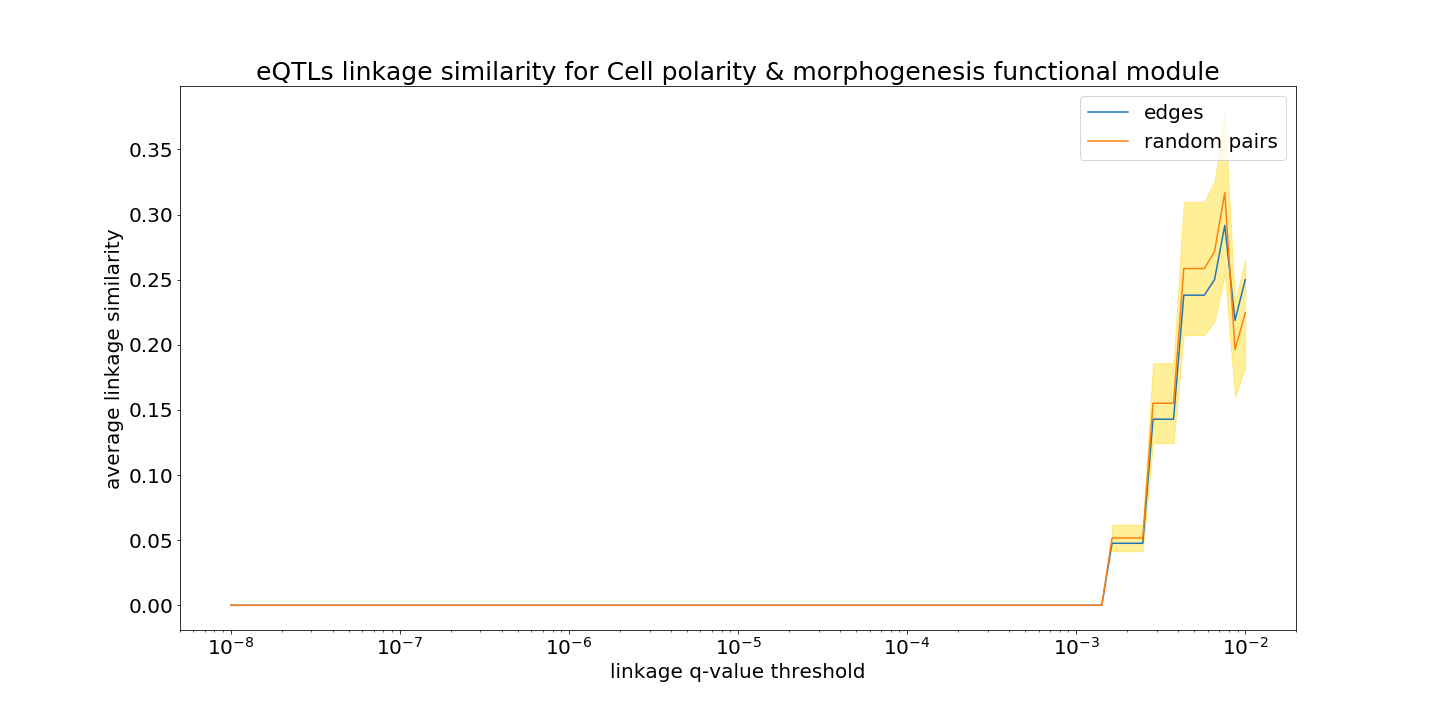 eQTLs linkage similarity for Cell polarity & morphogenesis functional module
edges
random pairs
average linkage similarity
0.35
0.30
0.25
0.20
0.15
0.10
0.05
0.00
10⁻⁸ 10⁻⁷ 10⁻⁶ 10⁻⁵ 10⁻⁴ 10⁻³ 10⁻²
linkage q-value threshold